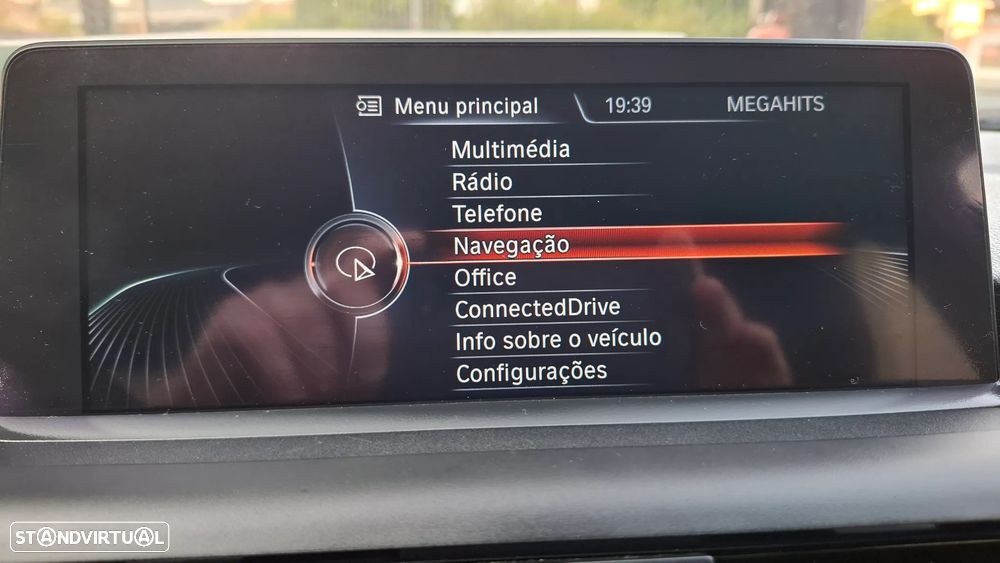 Menu principal 19:39 MEGAHITS
Multimédia
Rádio
Telefone
Navegação
Office
ConnectedDrive
Info sobre o veículo
Configurações
STANDVIRTUAL